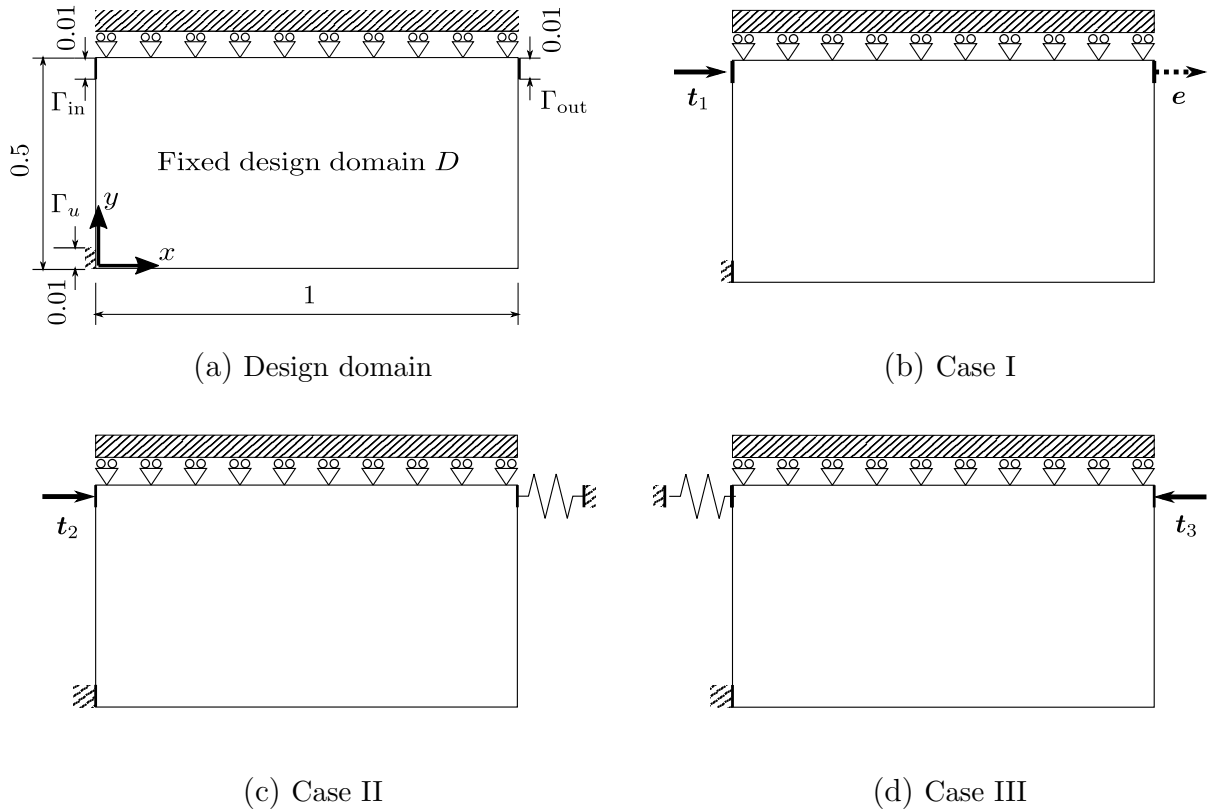 0.01
0.01
Γin
Γout
0.5
Fixed design domain D
Γu
y
x
0.01
1
(a) Design domain
t1
e
(b) Case I
t2
(c) Case II
t3
(d) Case III